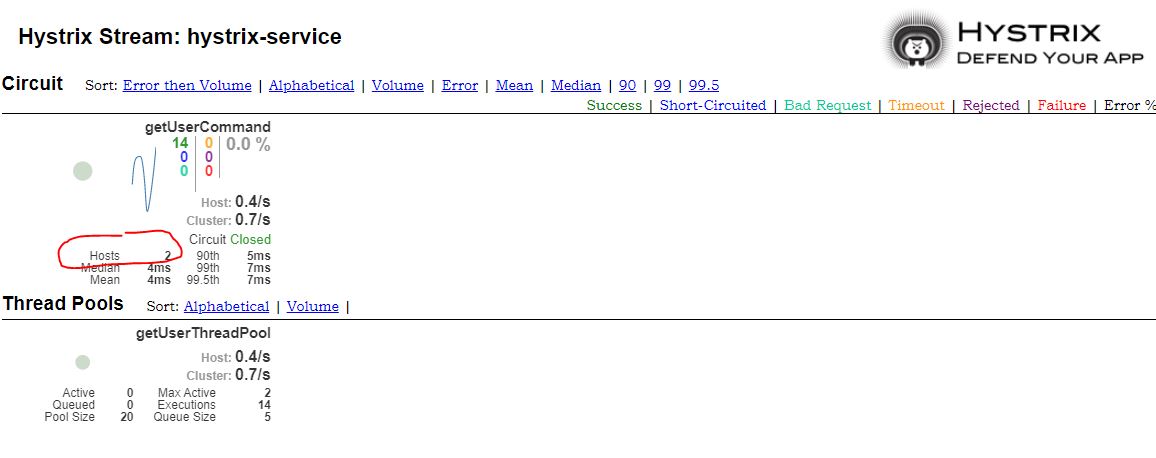 Hystrix Stream: hystrix-service
HYSTRIX
DEFEND YOUR APP
Circuit Sort: Error then Volume | Alphabetical | Volume | Error | Mean | Median | 90 | 99 | 99.5
Success | Short-Circuited | Bad Request | Timeout | Rejected | Failure | Error %
getUserCommand
14 0 0.0 %
0 0
0 0
Host: 0.4/s
Cluster: 0.7/s
Circuit Closed
Hosts 2 90th 5ms
Median 4ms 99th 7ms
Mean 4ms 99.5th 7ms
Thread Pools Sort: Alphabetical | Volume |
getUserThreadPool
Host: 0.4/s
Cluster: 0.7/s
Active 0 Max Active 2
Queued 0 Executions 14
Pool Size 20 Queue Size 5